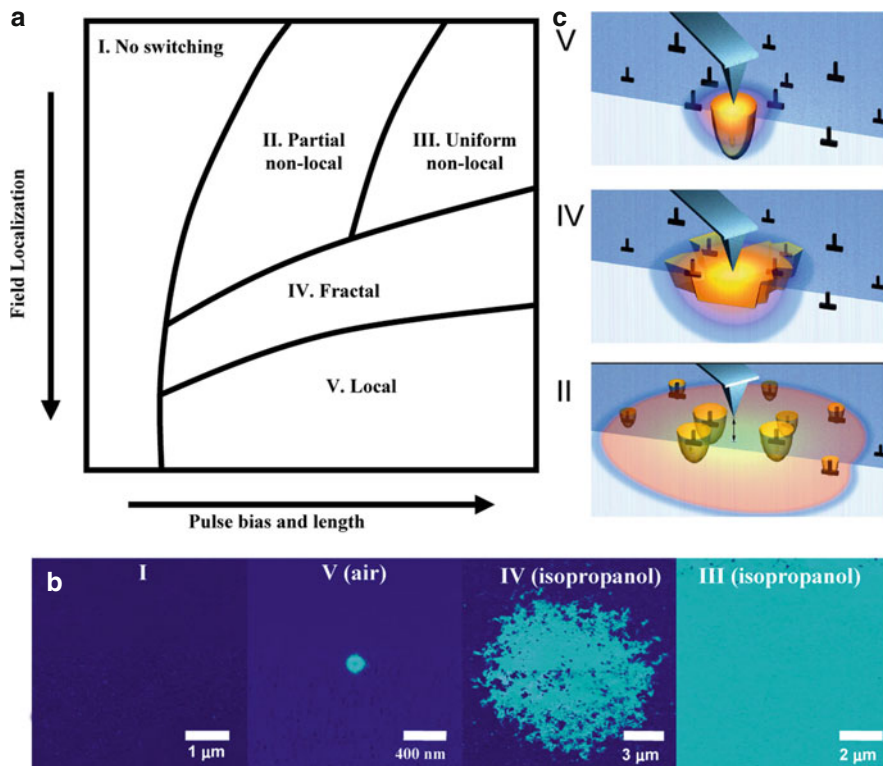 a
I. No switching
II. Partial
non-local
III. Uniform
non-local
IV. Fractal
V. Local
Field Localization
Pulse bias and length
c
V
IV
II
b
I
1 µm
V (air)
400 nm
IV (isopropanol)
3 µm
III (isopropanol)
2 µm